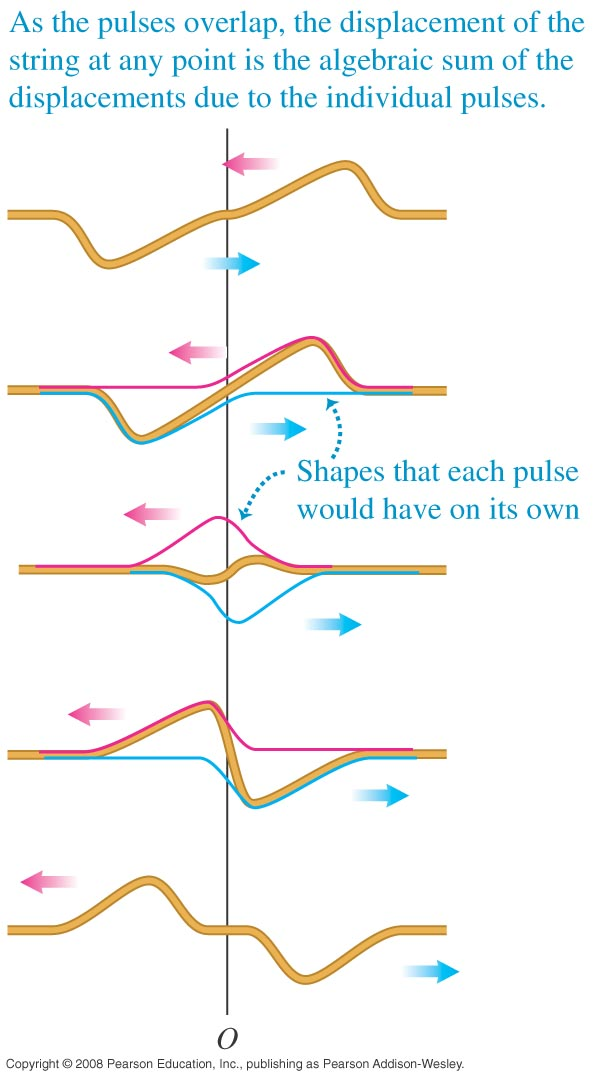 As the pulses overlap, the displacement of the
string at any point is the algebraic sum of the
displacements due to the individual pulses.
Shapes that each pulse
would have on its own
O
Copyright © 2008 Pearson Education, Inc., publishing as Pearson Addison-Wesley.